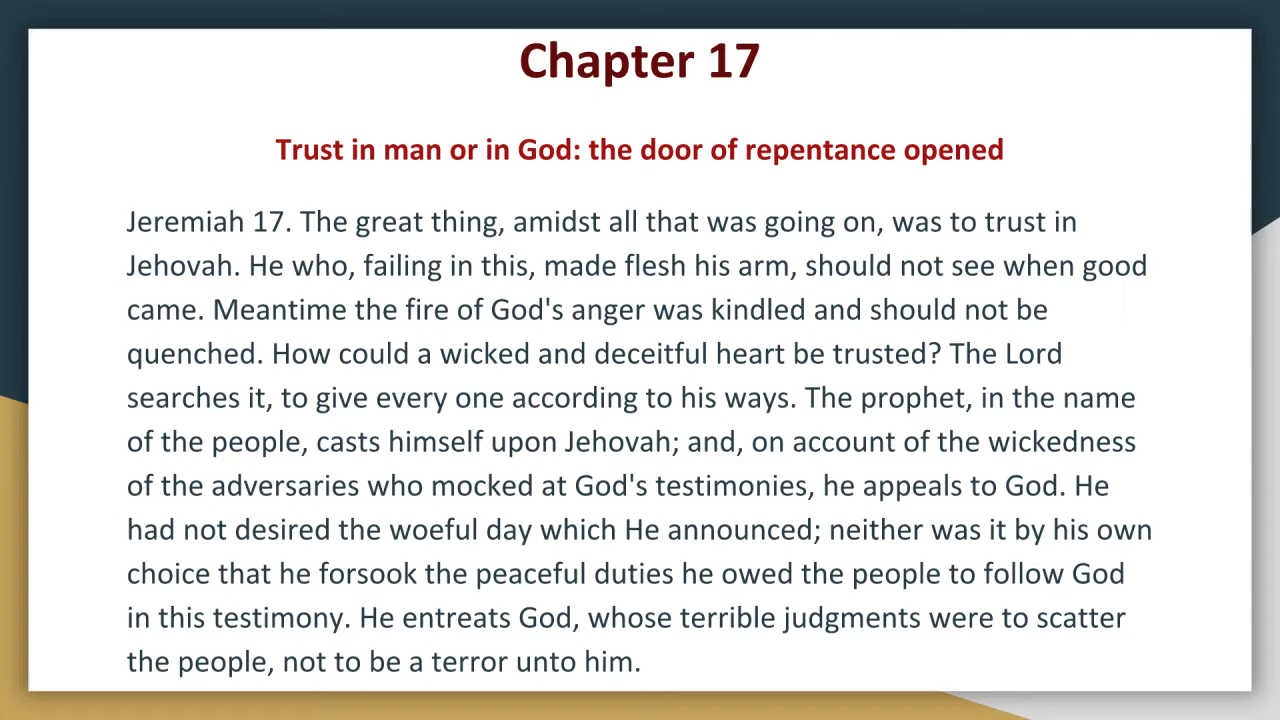 Chapter 17
Trust in man or in God: the door of repentance opened
Jeremiah 17. The great thing, amidst all that was going on, was to trust in
Jehovah. He who, failing in this, made flesh his arm, should not see when good
came. Meantime the fire of God's anger was kindled and should not be
quenched. How could a wicked and deceitful heart be trusted? The Lord
searches it, to give every one according to his ways. The prophet, in the name
of the people, casts himself upon Jehovah; and, on account of the wickedness
of the adversaries who mocked at God's testimonies, he appeals to God. He
had not desired the woeful day which He announced; neither was it by his own
choice that he forsook the peaceful duties he owed the people to follow God
in this testimony. He entreats God, whose terrible judgments were to scatter
the people, not to be a terror unto him.